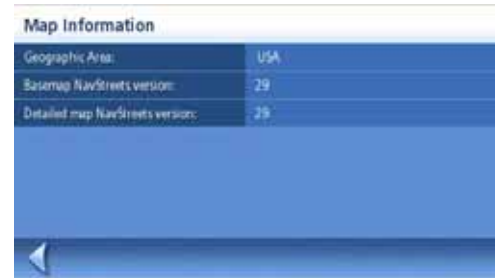 Map Information
Geographic Area: USA
Basemap NavStreets version: 29
Detailed map NavStreets version: 29